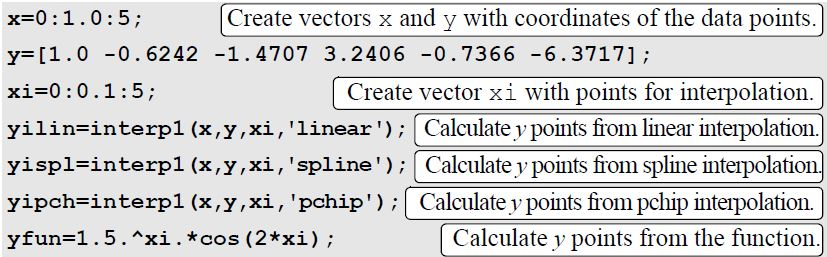 x=0:1.0:5; Create vectors x and y with coordinates of the data points.
y=[1.0 -0.6242 -1.4707 3.2406 -0.7366 -6.3717];
xi=0:0.1:5; Create vector xi with points for interpolation.
yilin=interp1(x,y,xi,'linear'); Calculate y points from linear interpolation.
yispl=interp1(x,y,xi,'spline'); Calculate y points from spline interpolation.
yipch=interp1(x,y,xi,'pchip'); Calculate y points from pchip interpolation.
yfun=1.5.^xi.*cos(2*xi); Calculate y points from the function.